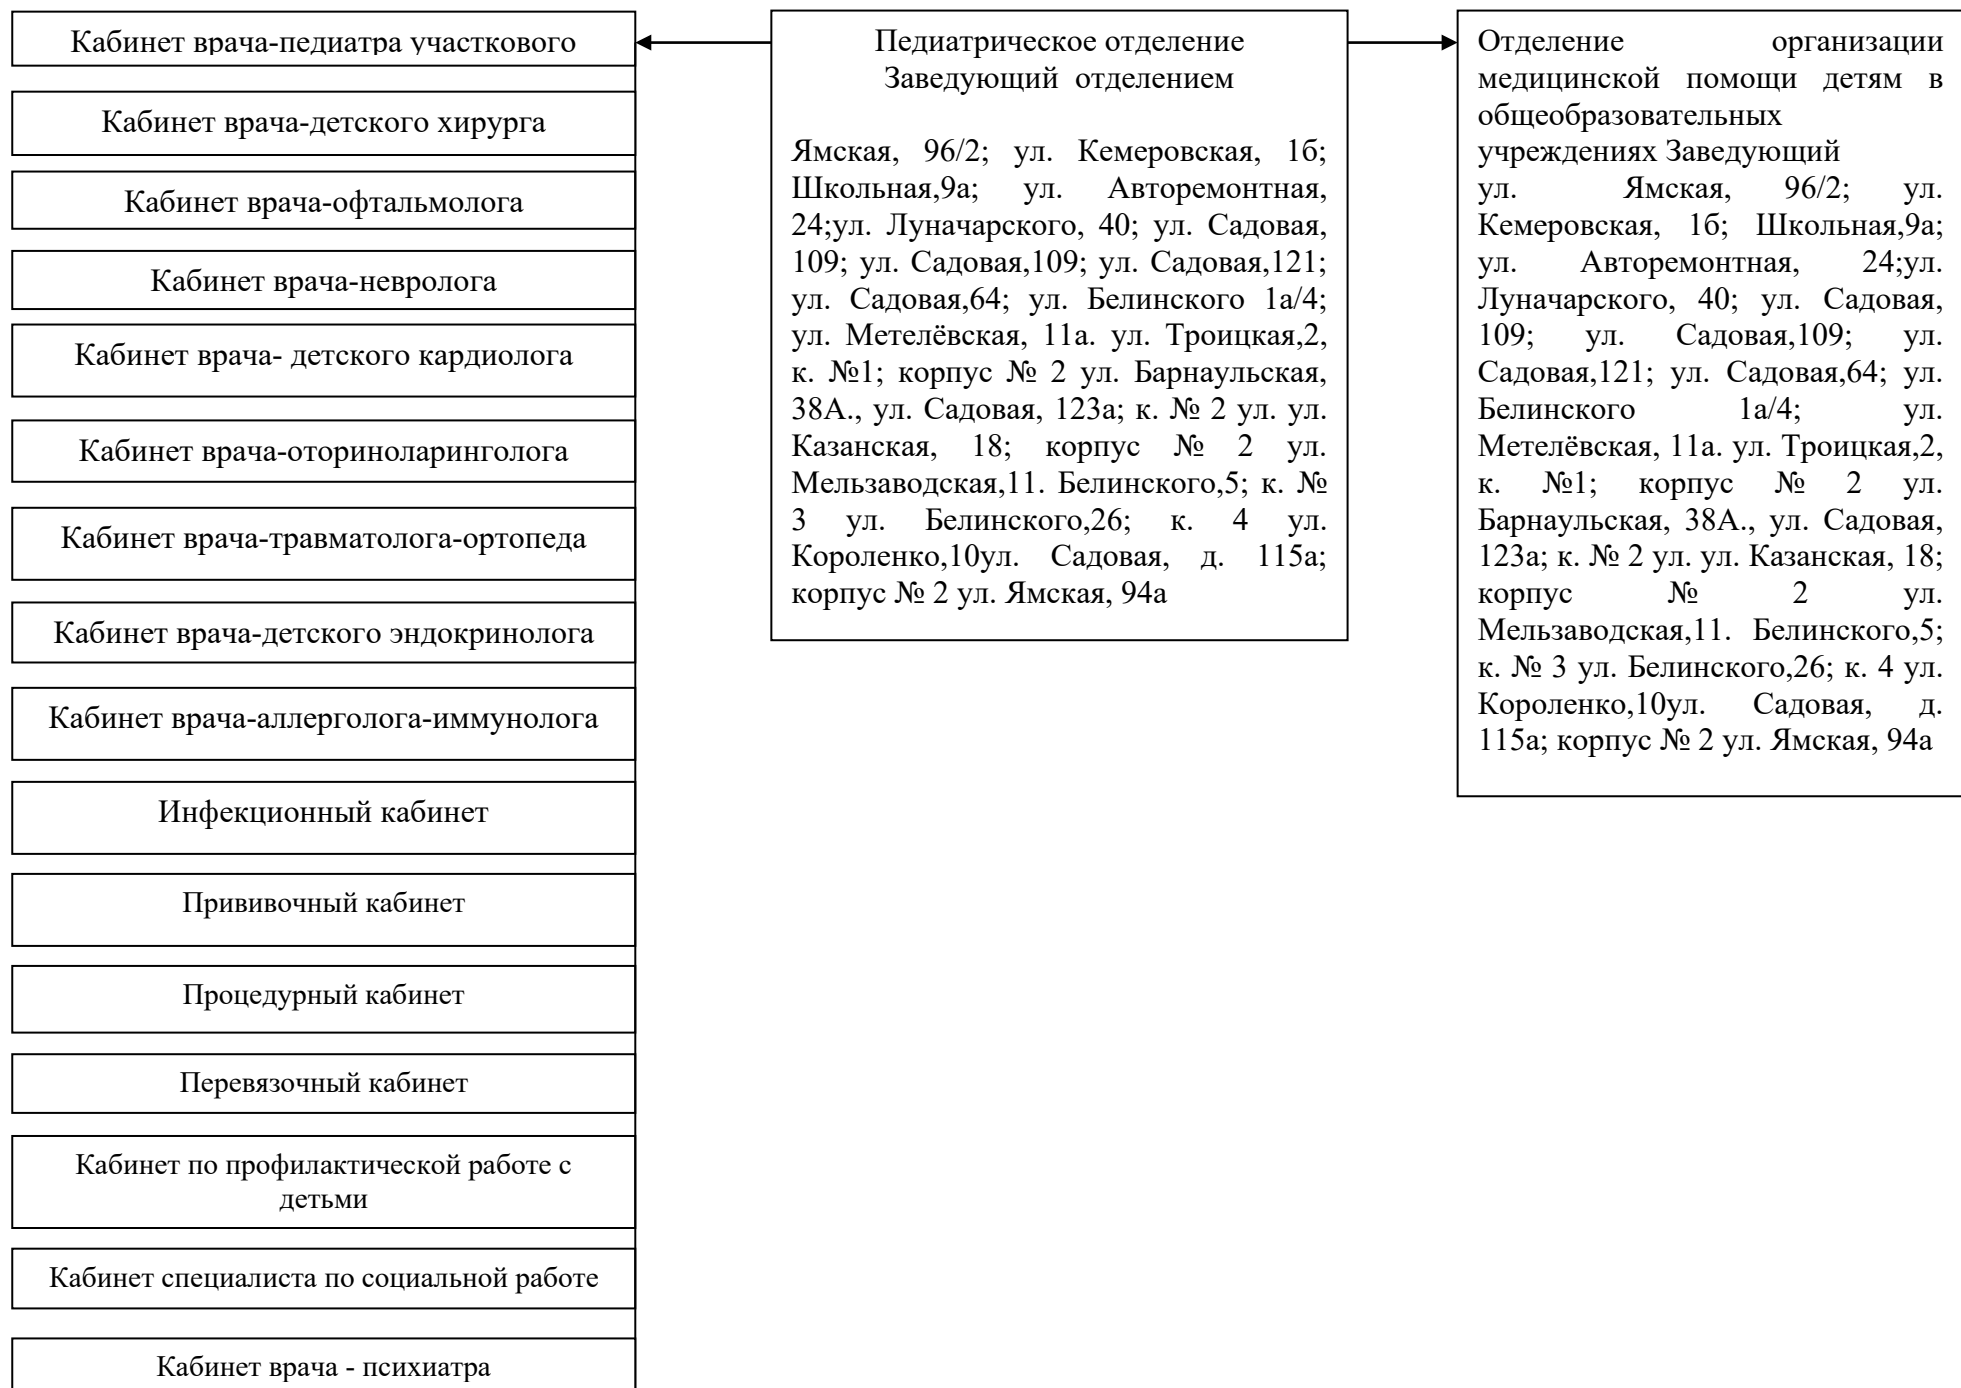 Кабинет врача-педиатра участкового
Кабинет врача-детского хирурга
Кабинет врача-офтальмолога
Кабинет врача-невролога
Кабинет врача- детского кардиолога
Кабинет врача-оториноларинголога
Кабинет врача-травматолога-ортопеда
Кабинет врача-детского эндокринолога
Кабинет врача-аллерголога-иммунолога
Инфекционный кабинет
Прививочный кабинет
Процедурный кабинет
Перевязочный кабинет
Кабинет по профилактической работе с
детьми
Кабинет специалиста по социальной работе
Кабинет врача - психиатра
Педиатрическое отделение
Заведующий отделением
Ямская, 96/2; ул. Кемеровская, 1б;
Школьная,9а; ул. Авторемонтная,
24;ул. Луначарского, 40; ул. Садовая,
109; ул. Садовая,109; ул. Садовая,121;
ул. Садовая,64; ул. Белинского 1а/4;
ул. Метелёвская, 11а. ул. Троицкая,2,
к. №1; корпус № 2 ул. Барнаульская,
38А., ул. Садовая, 123а; к. № 2 ул. ул.
Казанская, 18; корпус № 2 ул.
Мельзаводская,11. Белинского,5; к. №
3 ул. Белинского,26; к. 4 ул.
Короленко,10ул. Садовая, д. 115а;
корпус № 2 ул. Ямская, 94а
Отделение организации
медицинской помощи детям в
общеобразовательных
учреждениях Заведующий
ул. Ямская, 96/2; ул.
Кемеровская, 1б; Школьная,9а;
ул. Авторемонтная, 24;ул.
Луначарского, 40; ул. Садовая,
109; ул. Садовая,109; ул.
Садовая,121; ул. Садовая,64; ул.
Белинского 1а/4; ул.
Метелёвская, 11а. ул. Троицкая,2,
к. №1; корпус № 2 ул.
Барнаульская, 38А., ул. Садовая,
123а; к. № 2 ул. ул. Казанская, 18;
корпус № 2 ул.
Мельзаводская,11. Белинского,5;
к. № 3 ул. Белинского,26; к. 4 ул.
Короленко,10ул. Садовая, д.
115а; корпус № 2 ул. Ямская, 94а